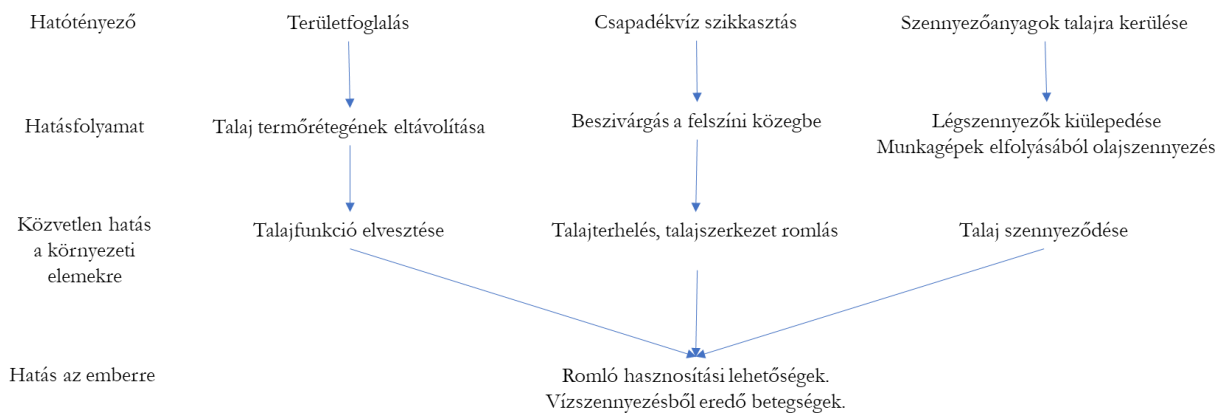 Hatótényező
Területfoglalás
Csapadékvíz szikkasztás
Szennyezőanyagok talajra kerülése
Hatásfolyamat
Talaj termőrétegének eltávolítása
Beszivárgás a felszíni közegbe
Légszennyezők kiülepedése
Munkagépek elfolyásából olajszennyezés
Közvetlen hatás
a környezeti
elemekre
Talajfunkció elvesztése
Talajterhelés, talajszerkezet romlás
Talaj szennyeződése
Hatás az emberre
Romló hasznosítási lehetőségek.
Vízszennyezésből eredő betegségek.